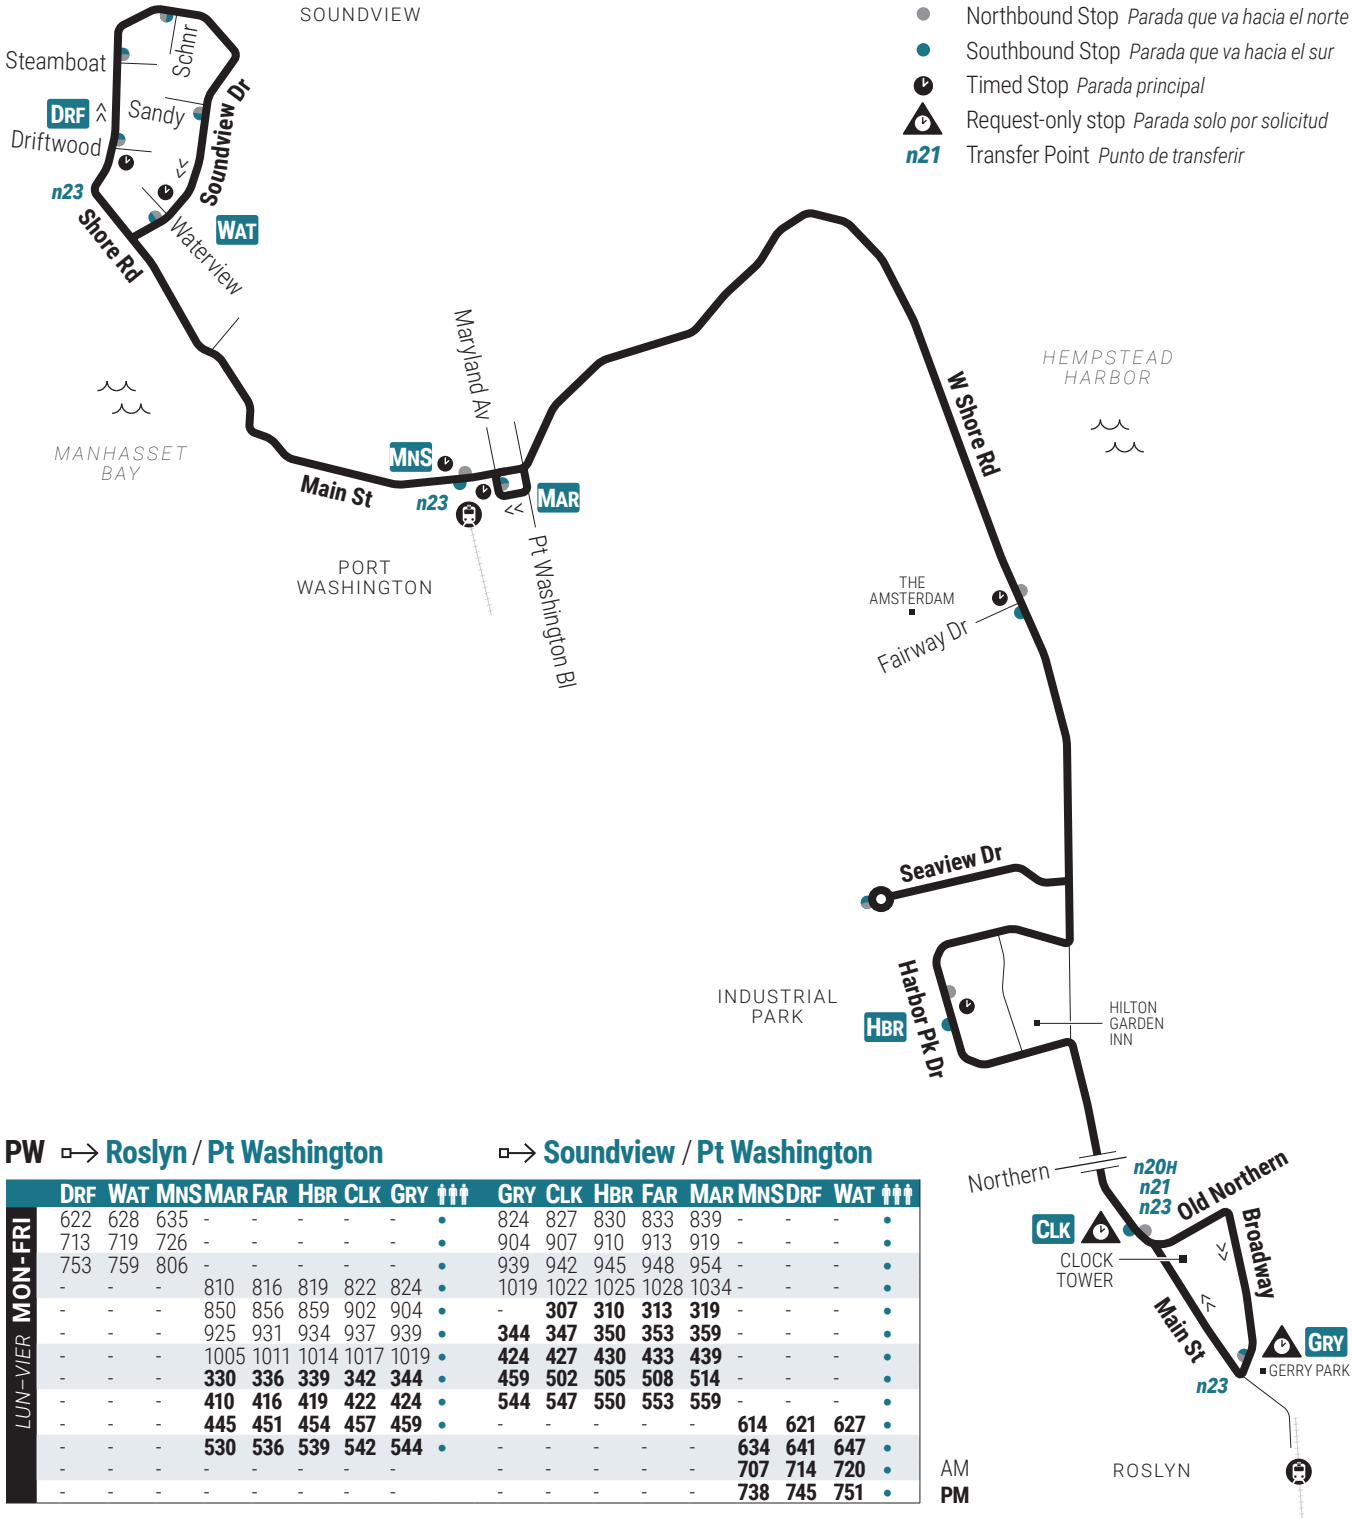 SOUNDVIEW
Northbound Stop Parada que va hacia el norte
Southbound Stop Parada que va hacia el sur
Timed Stop Parada principal
Request-only stop Parada solo por solicitud
n21 Transfer Point Punto de transferir
Schnr
Steamboat
DRF
Sandy
Driftwood
Soundview Dr
n23
Shore Rd
Waterview
WAT
Maryland Av
HEMPSTEAD
HARBOR
W Shore Rd
MANHASSET
BAY
MNS
Main St
n23
MAR
Pt Washington Bl
PORT
WASHINGTON
THE
AMSTERDAM
Fairway Dr
Seaview Dr
INDUSTRIAL
PARK
HBR
Harbor Pk Dr
HILTON
GARDEN
INN
Northern
n20H
n21
n23
Old Northern
CLK
CLOCK
TOWER
Broadway
Main St
GRY
GERRY PARK
n23
ROSLYN
PW Roslyn / Pt Washington Soundview / Pt Washington
DRF WAT MNS MAR FAR HBR CLK GRY GRY CLK HBR FAR MAR MNS DRF WAT
LUN–VIER MON-FRI
622 628 635 - - - - - • 824 827 830 833 839 - - - •
713 719 726 - - - - - • 904 907 910 913 919 - - - •
753 759 806 - - - - - • 939 942 945 948 954 - - - •
- - - 810 816 819 822 824 • 1019 1022 1025 1028 1034 - - - •
- - - 850 856 859 902 904 • - 307 310 313 319 - - - •
- - - 925 931 934 937 939 • 344 347 350 353 359 - - - •
- - - 1005 1011 1014 1017 1019 • 424 427 430 433 439 - - - •
- - - 330 336 339 342 344 • 459 502 505 508 514 - - - •
- - - 410 416 419 422 424 • 544 547 550 553 559 - - - •
- - - 445 451 454 457 459 • - - - - - 614 621 627 •
- - - 530 536 539 542 544 • - - - - - 634 641 647 •
- - - - - - - - - - - - - 707 714 720 •
- - - - - - - - - - - - - 738 745 751 •
AM
PM